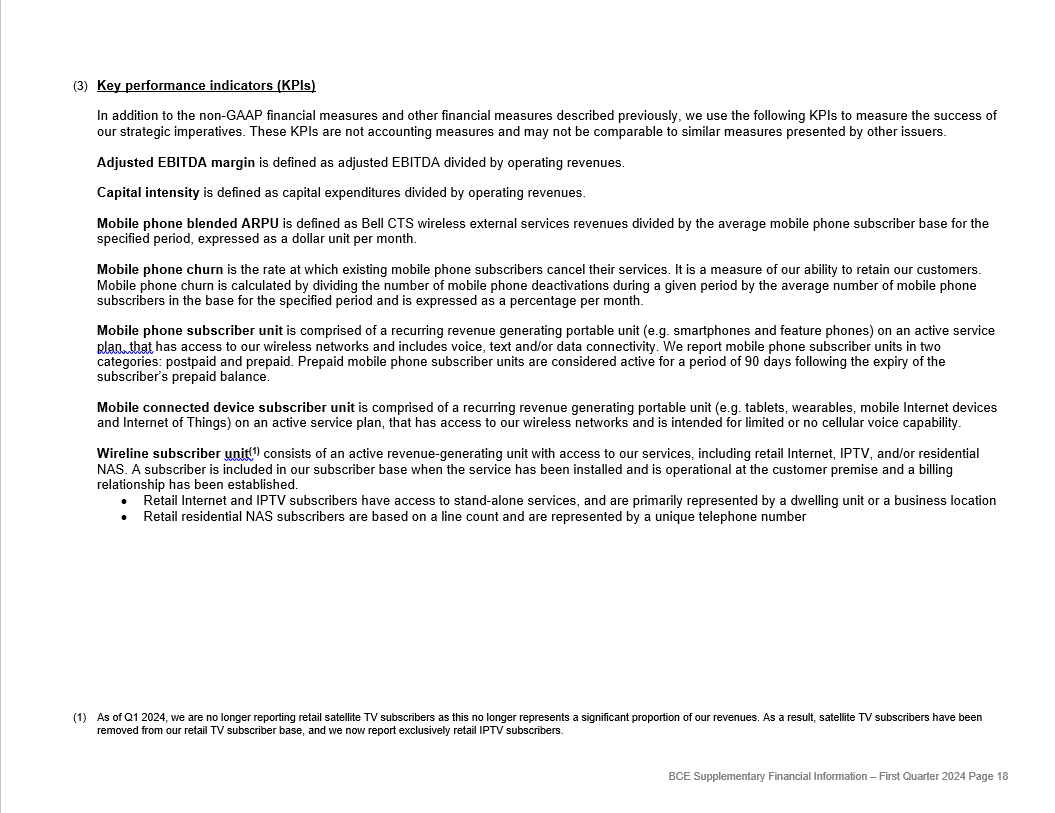 (3) Key performance indicators (KPIs)
In addition to the non-GAAP financial measures and other financial measures described previously, we use the following KPIs to measure the success of
our strategic imperatives. These KPIs are not accounting measures and may not be comparable to similar measures presented by other issuers.
Adjusted EBITDA margin is defined as adjusted EBITDA divided by operating revenues.
Capital intensity is defined as capital expenditures divided by operating revenues.
Mobile phone blended ARPU is defined as Bell CTS wireless external services revenues divided by the average mobile phone subscriber base for the
specified period, expressed as a dollar unit per month.
Mobile phone churn is the rate at which existing mobile phone subscribers cancel their services. It is a measure of our ability to retain our customers.
Mobile phone churn is calculated by dividing the number of mobile phone deactivations during a given period by the average number of mobile phone
subscribers in the base for the specified period and is expressed as a percentage per month.
Mobile phone subscriber unit is comprised of a recurring revenue generating portable unit (e.g. smartphones and feature phones) on an active service
plan, that has access to our wireless networks and includes voice, text and/or data connectivity. We report mobile phone subscriber units in two
categories: postpaid and prepaid. Prepaid mobile phone subscriber units are considered active for a period of 90 days following the expiry of the
subscriber’s prepaid balance.
Mobile connected device subscriber unit is comprised of a recurring revenue generating portable unit (e.g. tablets, wearables, mobile Internet devices
and Internet of Things) on an active service plan, that has access to our wireless networks and is intended for limited or no cellular voice capability.
Wireline subscriber unit(1) consists of an active revenue-generating unit with access to our services, including retail Internet, IPTV, and/or residential
NAS. A subscriber is included in our subscriber base when the service has been installed and is operational at the customer premise and a billing
relationship has been established.
• Retail Internet and IPTV subscribers have access to stand-alone services, and are primarily represented by a dwelling unit or a business location
• Retail residential NAS subscribers are based on a line count and are represented by a unique telephone number
(1) As of Q1 2024, we are no longer reporting retail satellite TV subscribers as this no longer represents a significant proportion of our revenues. As a result, satellite TV subscribers have been
removed from our retail TV subscriber base, and we now report exclusively retail IPTV subscribers.
BCE Supplementary Financial Information – First Quarter 2024 Page 18